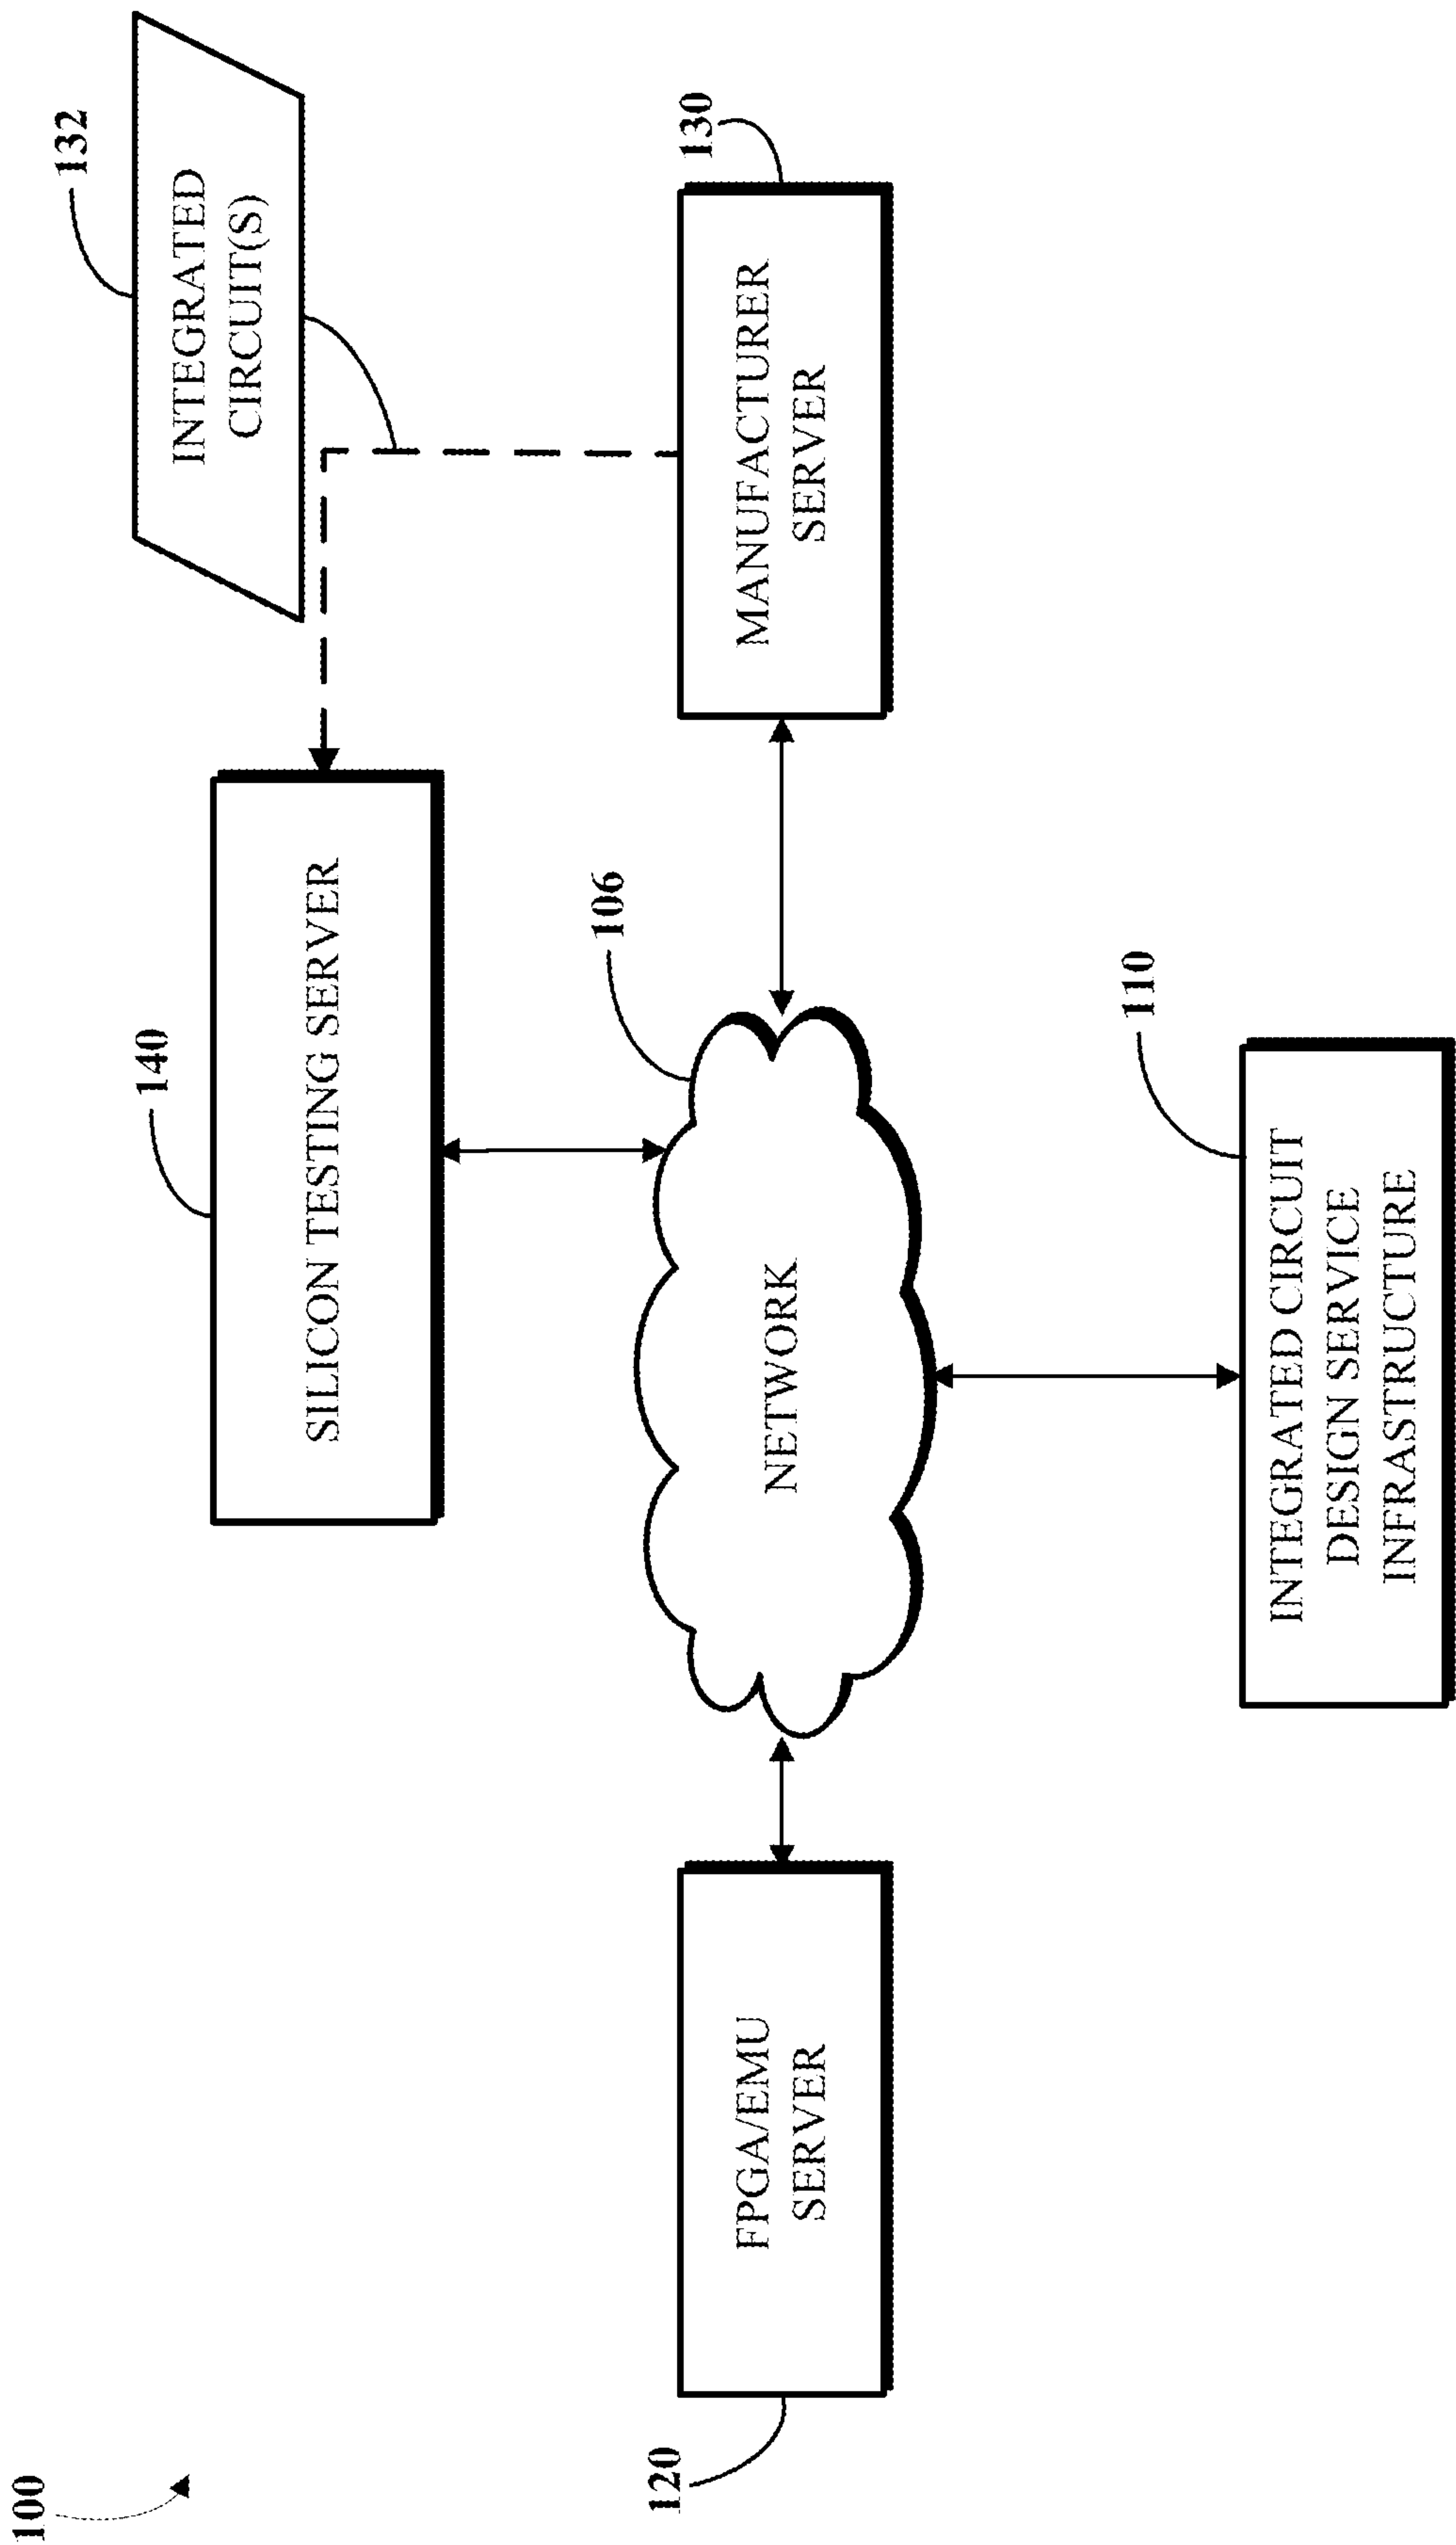 100
132
INTEGRATED
CIRCUIT(S)
140
SILICON TESTING SERVER
106
130
120
FPGA/EMU
SERVER
NETWORK
MANUFACTURER
SERVER
110
INTEGRATED CIRCUIT
DESIGN SERVICE
INFRASTRUCTURE